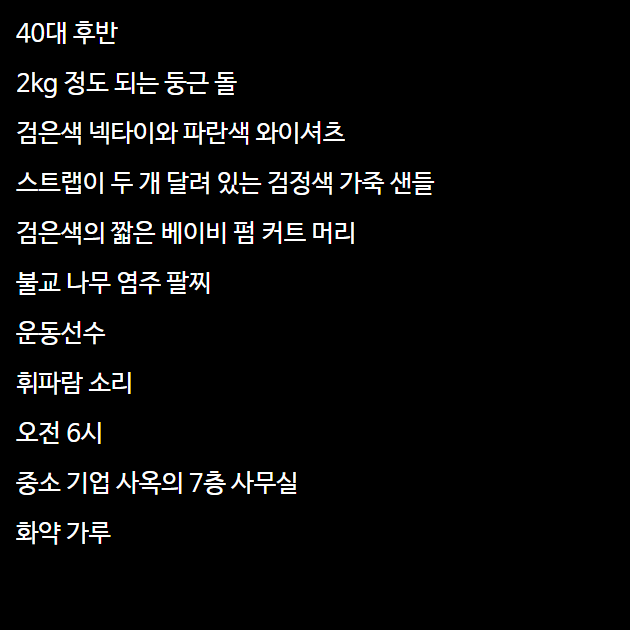 40대 후반
2kg 정도 되는 둥근 돌
검은색 넥타이와 파란색 와이셔츠
스트랩이 두 개 달려 있는 검정색 가죽 샌들
검은색의 짧은 베이비 펌 커트 머리
불교 나무 염주 팔찌
운동선수
휘파람 소리
오전 6시
중소 기업 사옥의 7층 사무실
화약 가루